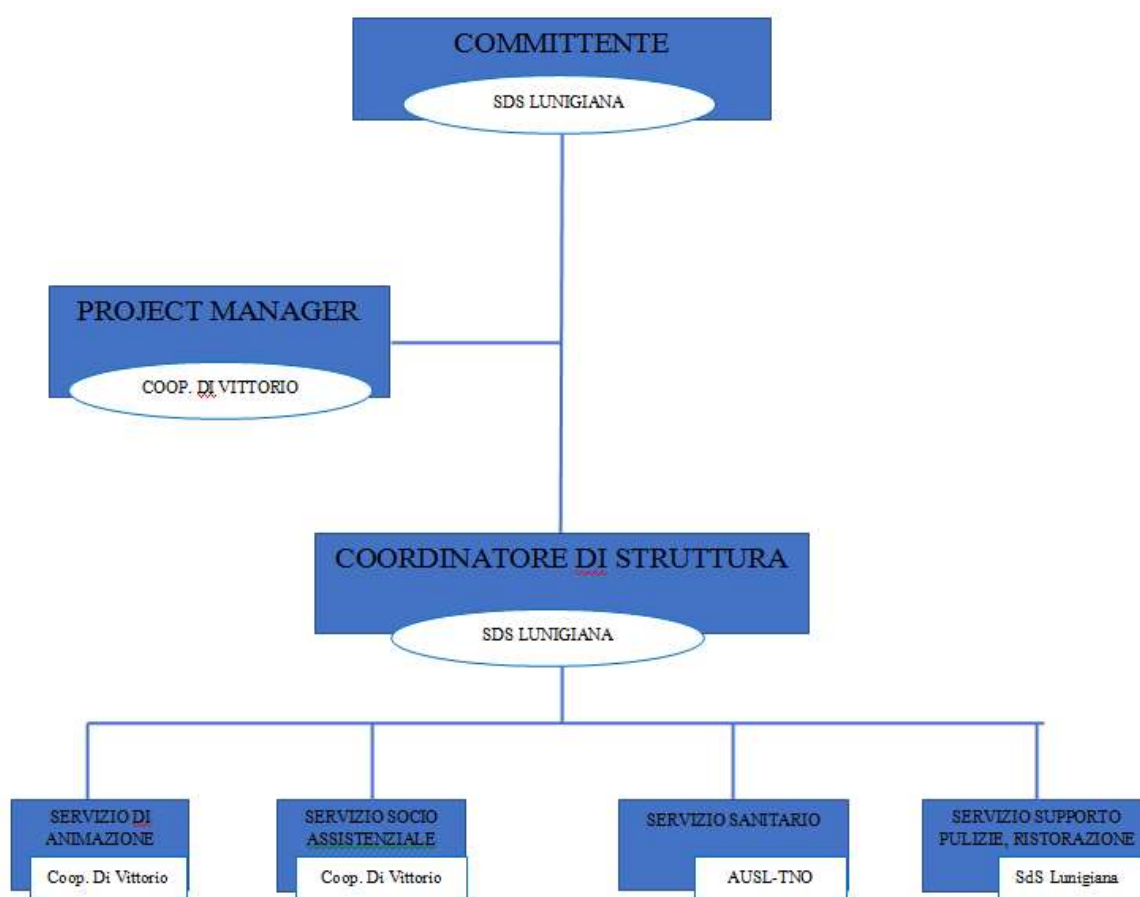 COMMITTENTE
SDS LUNIGIANA
PROJECT MANAGER
COOP. DI VITTORIO
COORDINATORE DI STRUTTURA
SDS LUNIGIANA
SERVIZIO DI
ANIMAZIONE
Coop. Di Vittorio
SERVIZIO SOCIO
ASSISTENZIALE
Coop. Di Vittorio
SERVIZIO SANITARIO
AUSL-TNO
SERVIZIO SUPPORTO
PULIZIE, RISTORAZIONE
SdS Lunigiana